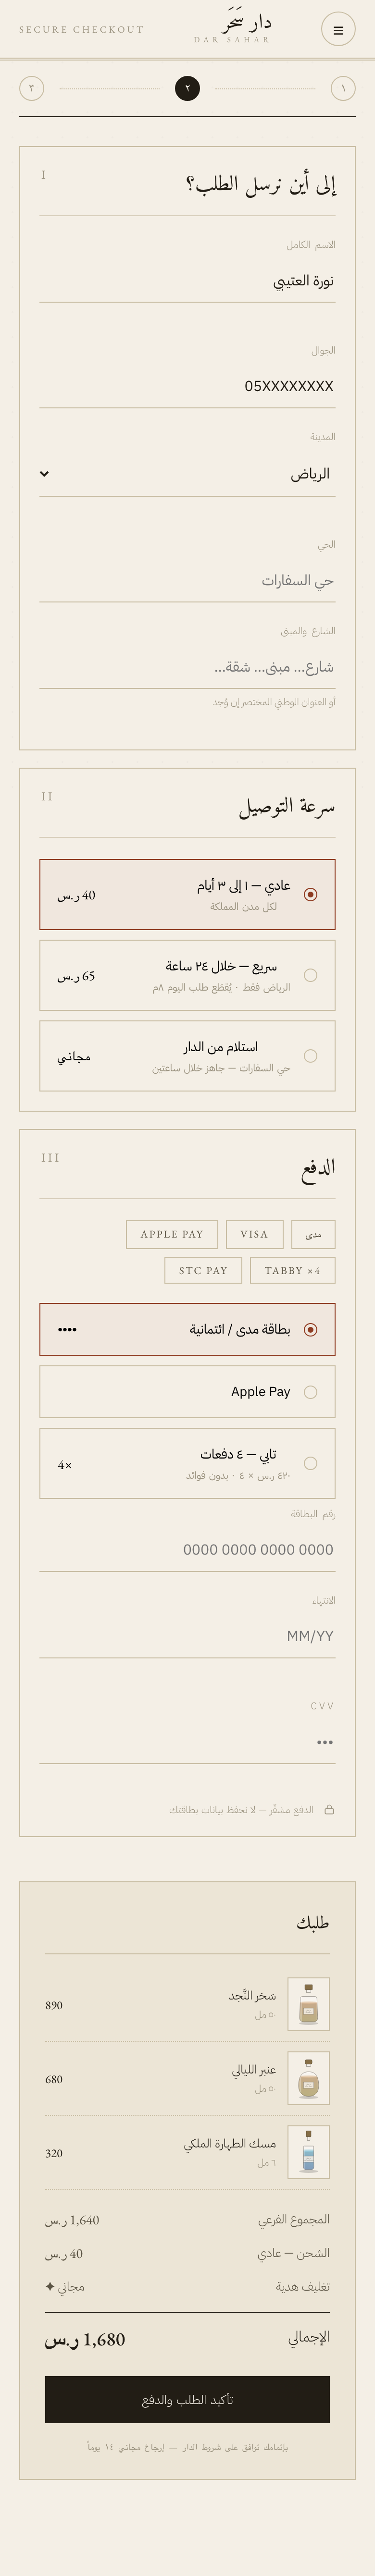 دار سَحَر
DAR SAHAR
SECURE CHECKOUT
١ ٢ ٣
إلى أين نرسل الطلب؟ I
الاسم الكامل
نورة العتيبي
الجوال
05XXXXXXXX
المدينة
الرياض
الحي
حي السفارات
الشارع والمبنى
شارع... مبنى... شقة...
أو العنوان الوطني المختصر إن وُجد
سرعة التوصيل II
عادي — ١ إلى ٣ أيام 40 ر.س
لكل مدن المملكة
سريع — خلال ٢٤ ساعة 65 ر.س
الرياض فقط · يُقطع طلب اليوم ٨م
استلام من الدار مجاني
حي السفارات — جاهز خلال ساعتين
الدفع III
مدى VISA APPLE PAY
TABBY ×4 STC PAY
بطاقة مدى / ائتمانية ••••
Apple Pay
تابي — ٤ دفعات 4×
٤٢٠ ر.س × ٤ · بدون فوائد
رقم البطاقة
0000 0000 0000 0000
الانتهاء
MM/YY
CVV
•••
الدفع مشفّر — لا نحفظ بيانات بطاقتك
طلبك
سَحَر النَّجد 890
٥٠ مل
عنبر الليالي 680
٥٠ مل
مسك الطهارة الملكي 320
٦ مل
المجموع الفرعي 1,640 ر.س
الشحن — عادي 40 ر.س
تغليف هدية مجاني ✦
الإجمالي 1,680 ر.س
تأكيد الطلب والدفع
بإتمامك توافق على شروط الدار — إرجاع مجاني ١٤ يوماً